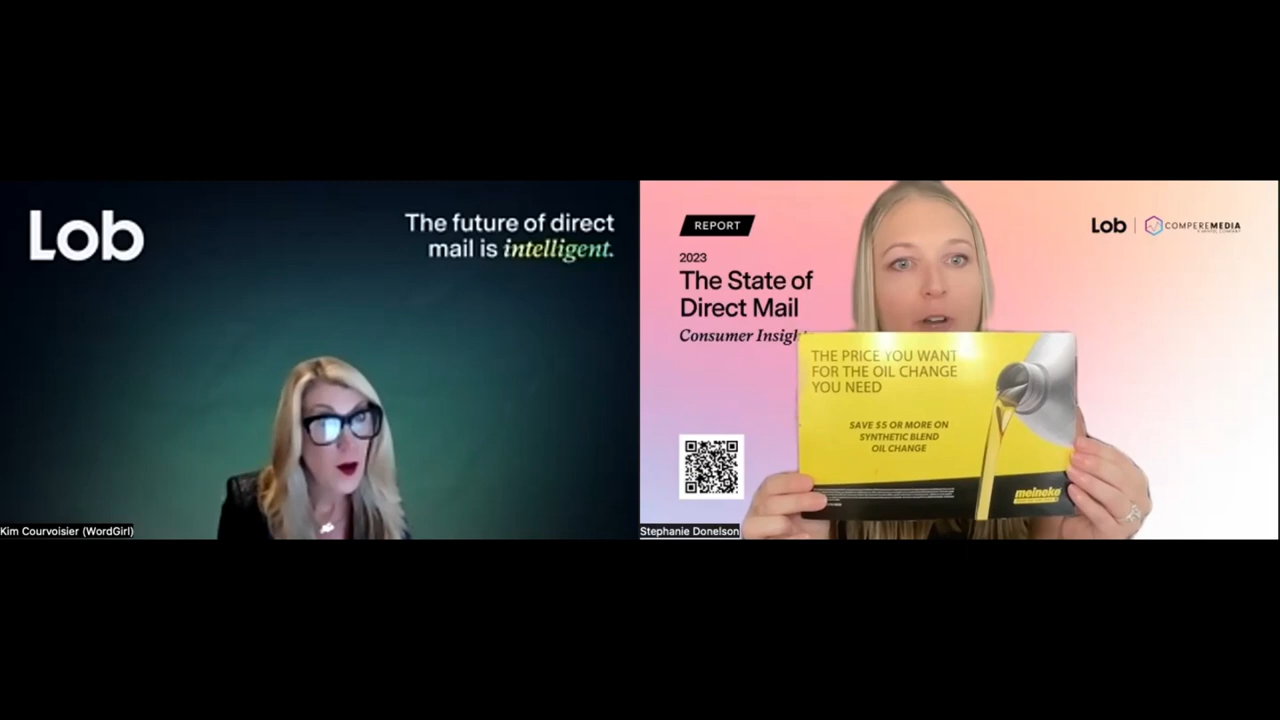 Lob
The future of direct
mail is intelligent.
Kim Courvoisier (WordGirl)
REPORT
2023
The State of
Direct Mail
Consumer Insigh
Lob
COMPEREMEDIA
THE PRICE YOU WANT
FOR THE OIL CHANGE
YOU NEED
SAVE $5 OR MORE ON
SYNTHETIC BLEND
OIL CHANGE
meineke
Stephanie Donelson